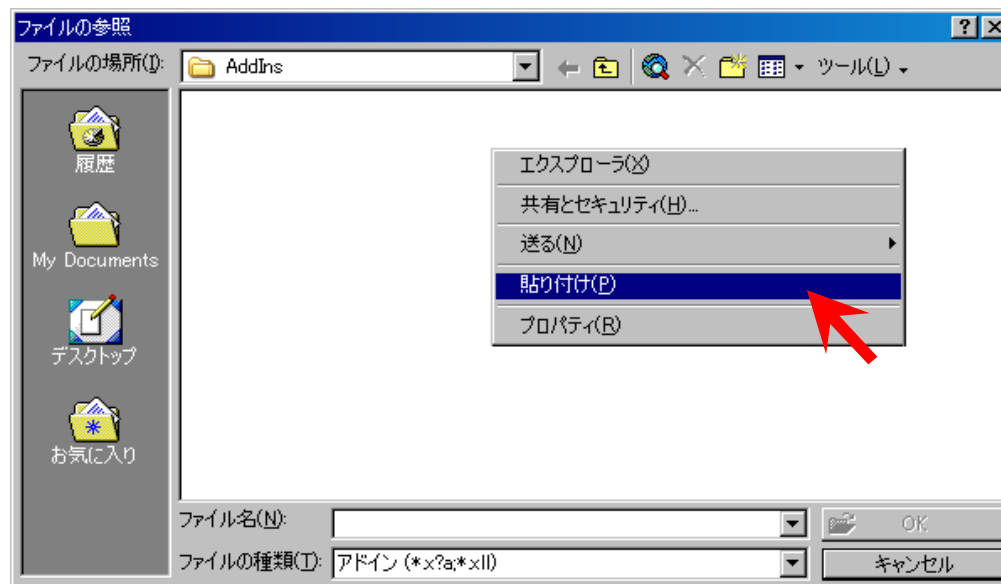 ファイルの参照
ファイルの場所(I):
AddIns
ツール(L)
履歴
My Documents
デスクトップ
お気に入り
エクスプローラ(X)
共有とセキュリティ(H)...
送る(N)
貼り付け(P)
プロパティ(R)
ファイル名(N):
OK
ファイルの種類(T):
アドイン (*.x?a;*.xll)
キャンセル